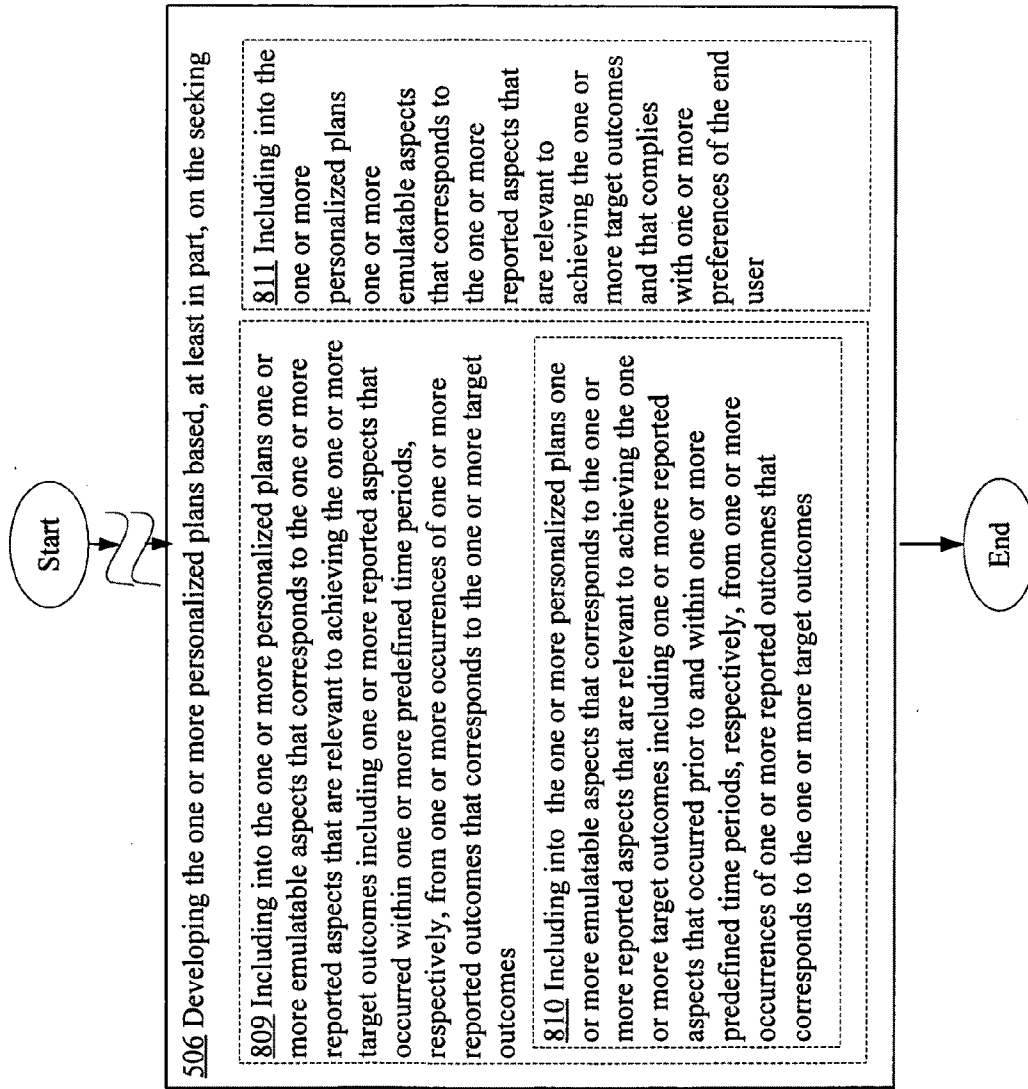 Start
506 Developing the one or more personalized plans based, at least in part, on the seeking
809 Including into the one or more personalized plans one or
more emulatable aspects that corresponds to the one or more
reported aspects that are relevant to achieving the one or more
target outcomes including one or more reported aspects that
occurred within one or more predefined time periods,
respectively, from one or more occurrences of one or more
reported outcomes that corresponds to the one or more target
outcomes
810 Including into the one or more personalized plans one
or more emulatable aspects that corresponds to the one or
more reported aspects that are relevant to achieving the one
or more target outcomes including one or more reported
aspects that occurred prior to and within one or more
predefined time periods, respectively, from one or more
occurrences of one or more reported outcomes that
corresponds to the one or more target outcomes
811 Including into the
one or more
personalized plans
one or more
emulatable aspects
that corresponds to
the one or more
reported aspects that
are relevant to
achieving the one or
more target outcomes
and that complies
with one or more
preferences of the end
user
End